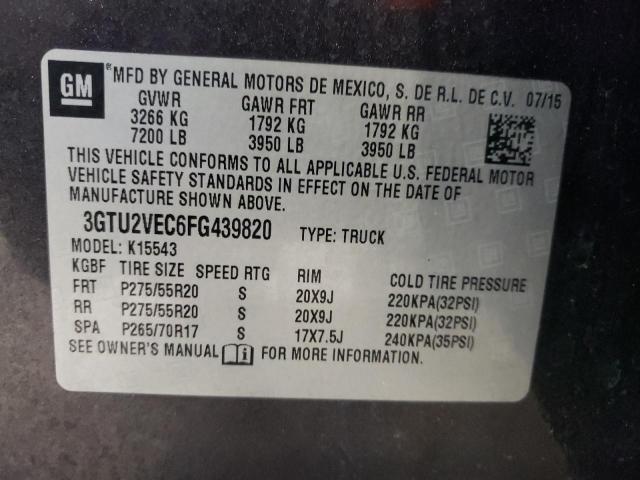 GM ® MFD BY GENERAL MOTORS DE MEXICO, S. DE R.L. DE C.V. 07/15
GVWR GAWR FRT GAWR RR
3266 KG 1792 KG 1792 KG
7200 LB 3950 LB 3950 LB
THIS VEHICLE CONFORMS TO ALL APPLICABLE U.S. FEDERAL MOTOR
VEHICLE SAFETY STANDARDS IN EFFECT ON THE DATE OF
MANUFACTURE SHOWN ABOVE.
3GTU2VEC6FG439820 TYPE: TRUCK
MODEL: K15543
KGBF TIRE SIZE SPEED RTG RIM COLD TIRE PRESSURE
FRT P275/55R20 S 20X9J 220KPA(32PSI)
RR P275/55R20 S 20X9J 220KPA(32PSI)
SPA P265/70R17 S 17X7.5J 240KPA(35PSI)
SEE OWNER'S MANUAL FOR MORE INFORMATION.